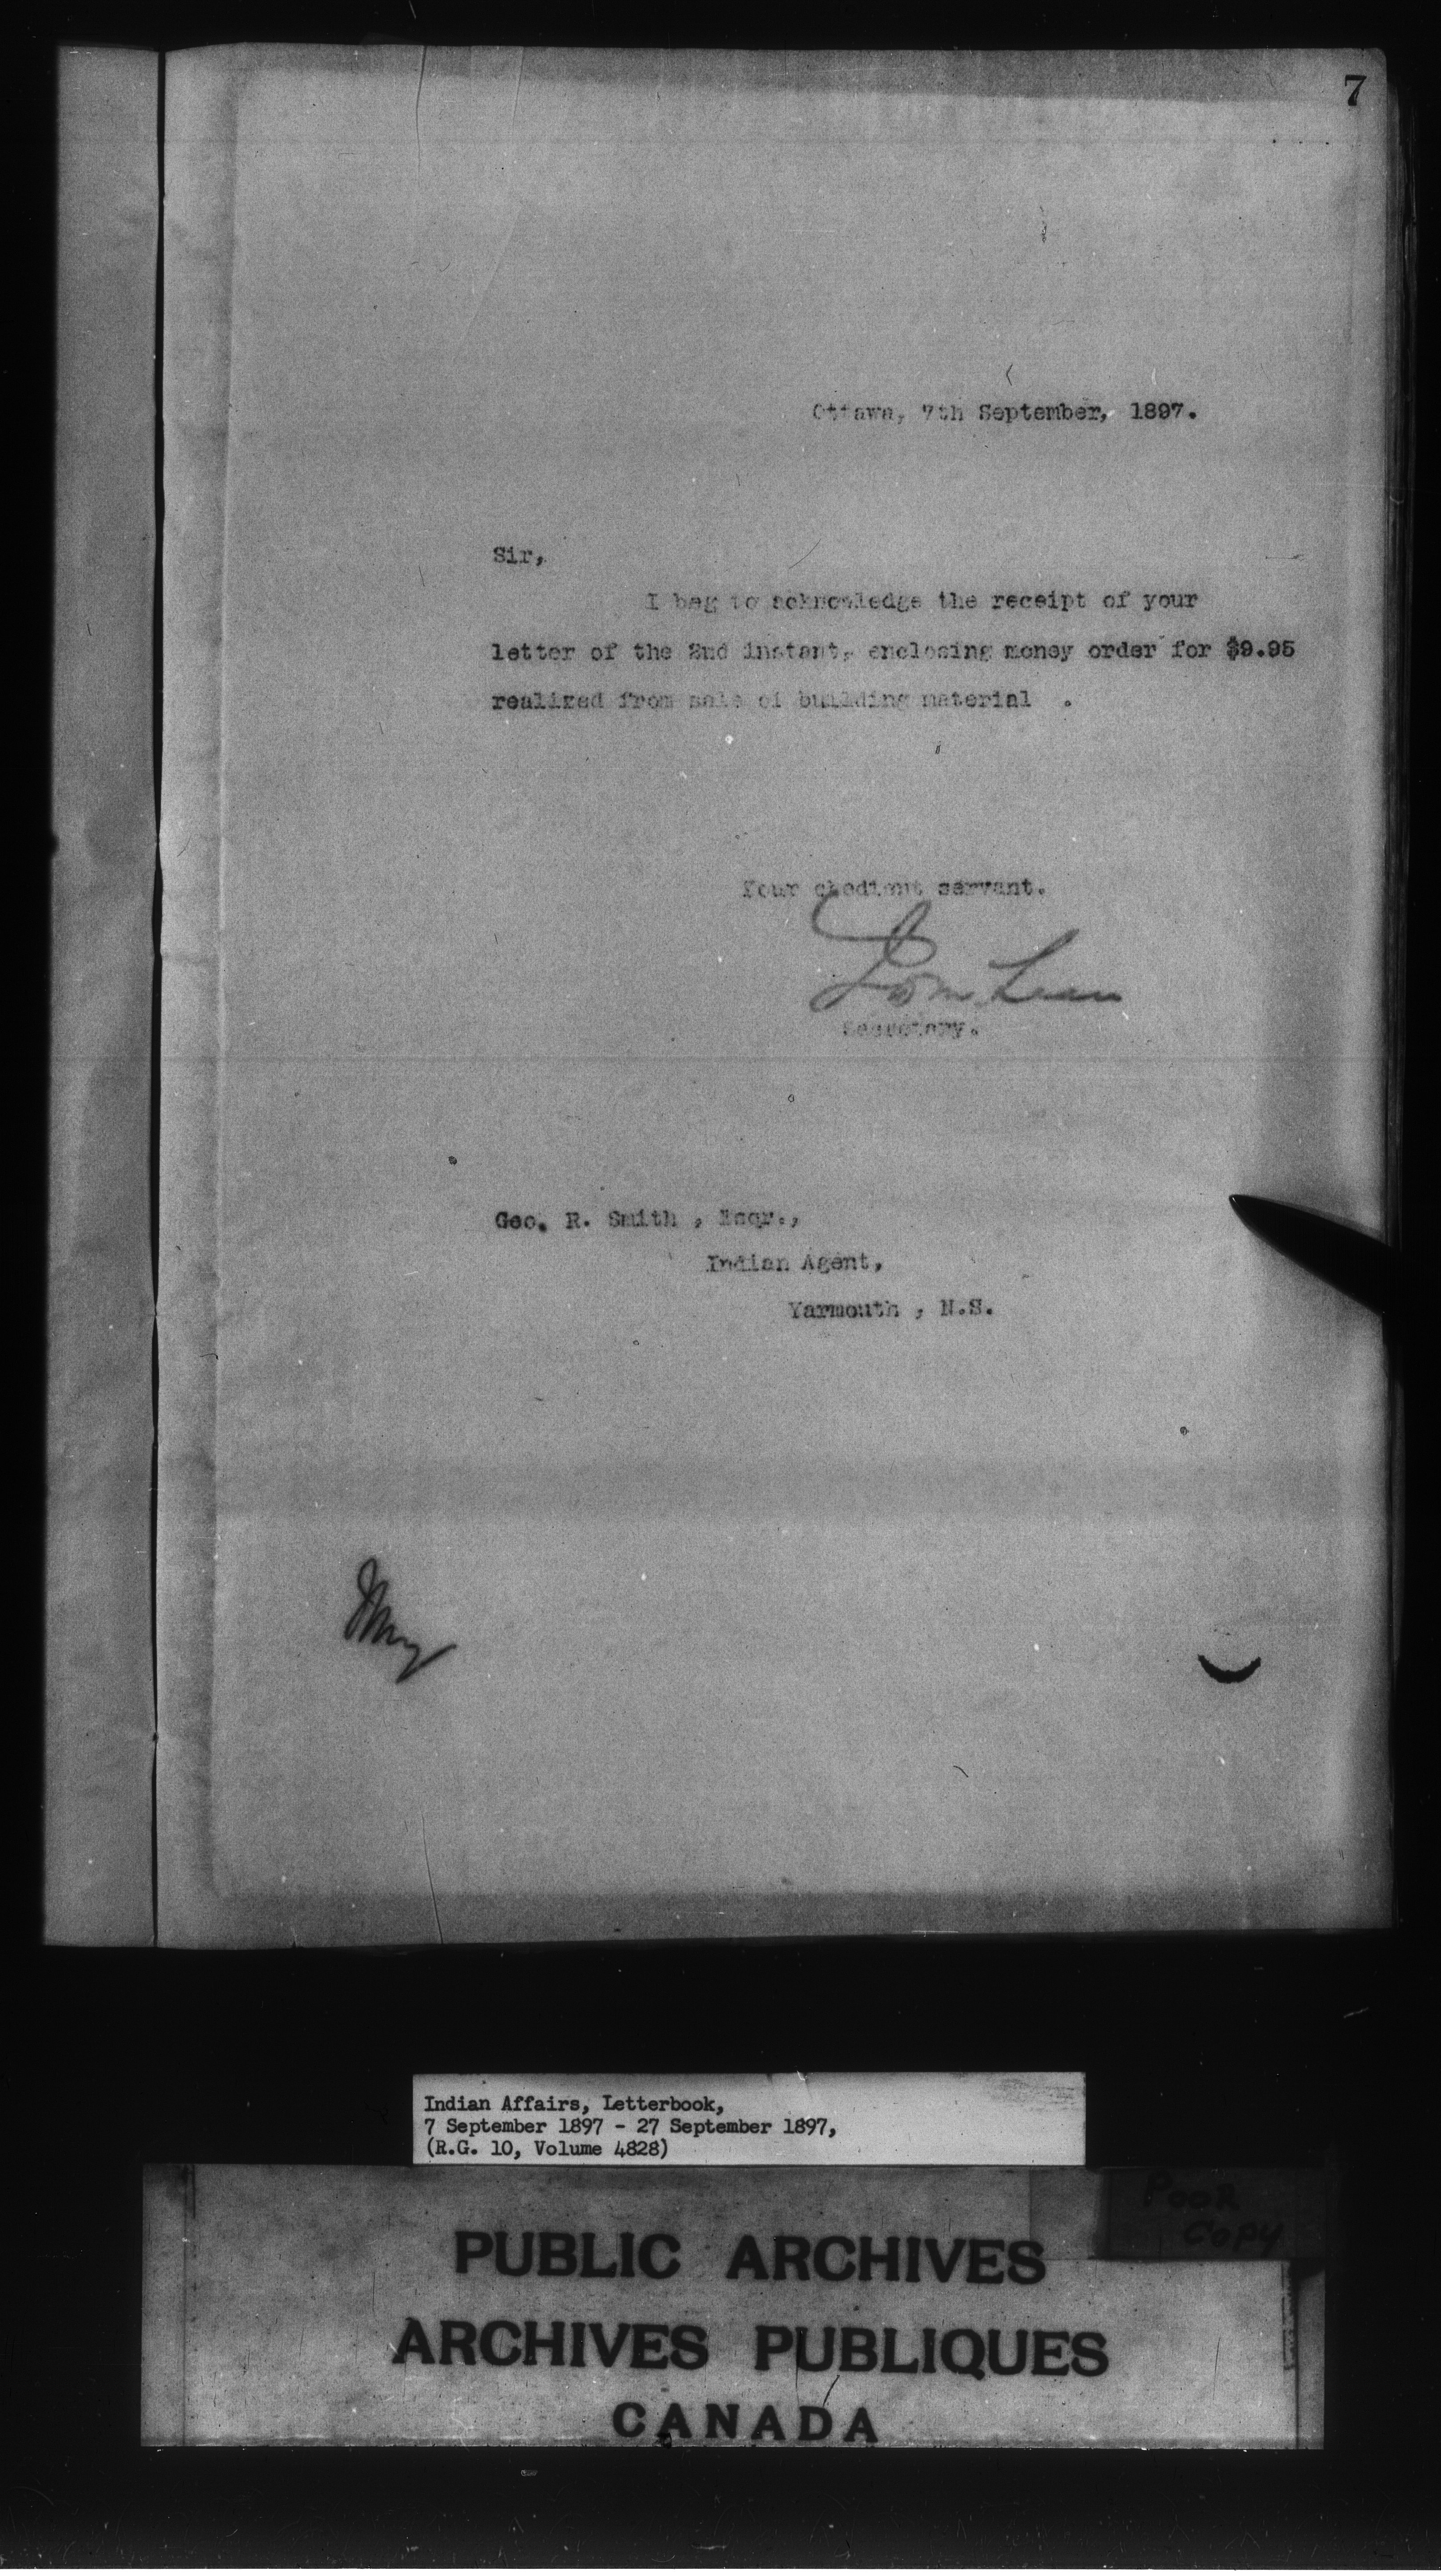 7
Ottawa, 7th September, 1897.
Sir,
I beg to acknowledge the receipt of your
letter of the 2nd instant, enclosing money order for $9.95
realized from sale of building material .
Your obedient servant.
Secretary.
Geo. R. Smith , Esqr.,
Indian Agent,
Yarmouth , N.S.
Indian Affairs, Letterbook,
7 September 1897 - 27 September 1897,
(R.G. 10, Volume 4828)
POOR
COPY
PUBLIC ARCHIVES
ARCHIVES PUBLIQUES
CANADA